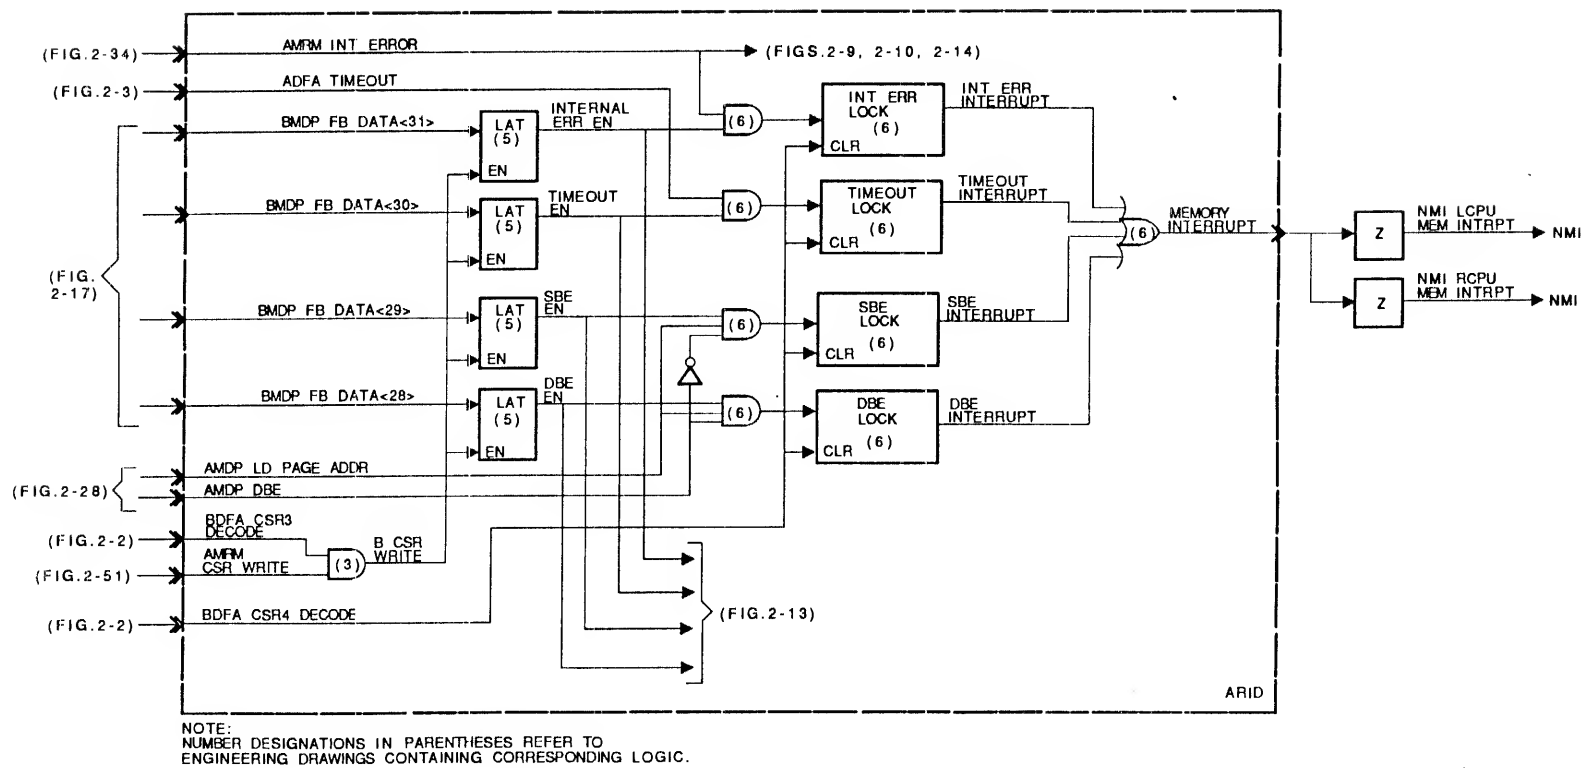 (FIG.2-34)
AMRM INT ERROR
(FIGS.2-9, 2-10, 2-14)
(FIG.2-3)
ADFA TIMEOUT
BMDP FB DATA<31>
LAT
(5)
EN
INTERNAL
ERR EN
(6)
INT ERR
LOCK
(6)
CLR
INT ERR
INTERRUPT
BMDP FB DATA<30>
LAT
(5)
EN
TIMEOUT
EN
(6)
TIMEOUT
LOCK
(6)
CLR
TIMEOUT
INTERRUPT
(6)
MEMORY
INTERRUPT
Z
NMI LCPU
MEM INTRPT
NMI
Z
NMI RCPU
MEM INTRPT
NMI
(FIG.
2-17)
BMDP FB DATA<29>
LAT
(5)
EN
SBE
EN
(6)
SBE
LOCK
(6)
CLR
SBE
INTERRUPT
BMDP FB DATA<28>
LAT
(5)
EN
DBE
EN
(6)
DBE
LOCK
(6)
CLR
DBE
INTERRUPT
(FIG.2-28)
AMDP LD PAGE ADDR
AMDP DBE
(FIG.2-2)
BDFA CSR3
DECODE
(FIG.2-51)
AMRM
CSR WRITE
(3)
B CSR
WRITE
(FIG.2-2)
BDFA CSR4 DECODE
(FIG.2-13)
ARID
NOTE:
NUMBER DESIGNATIONS IN PARENTHESES REFER TO
ENGINEERING DRAWINGS CONTAINING CORRESPONDING LOGIC.